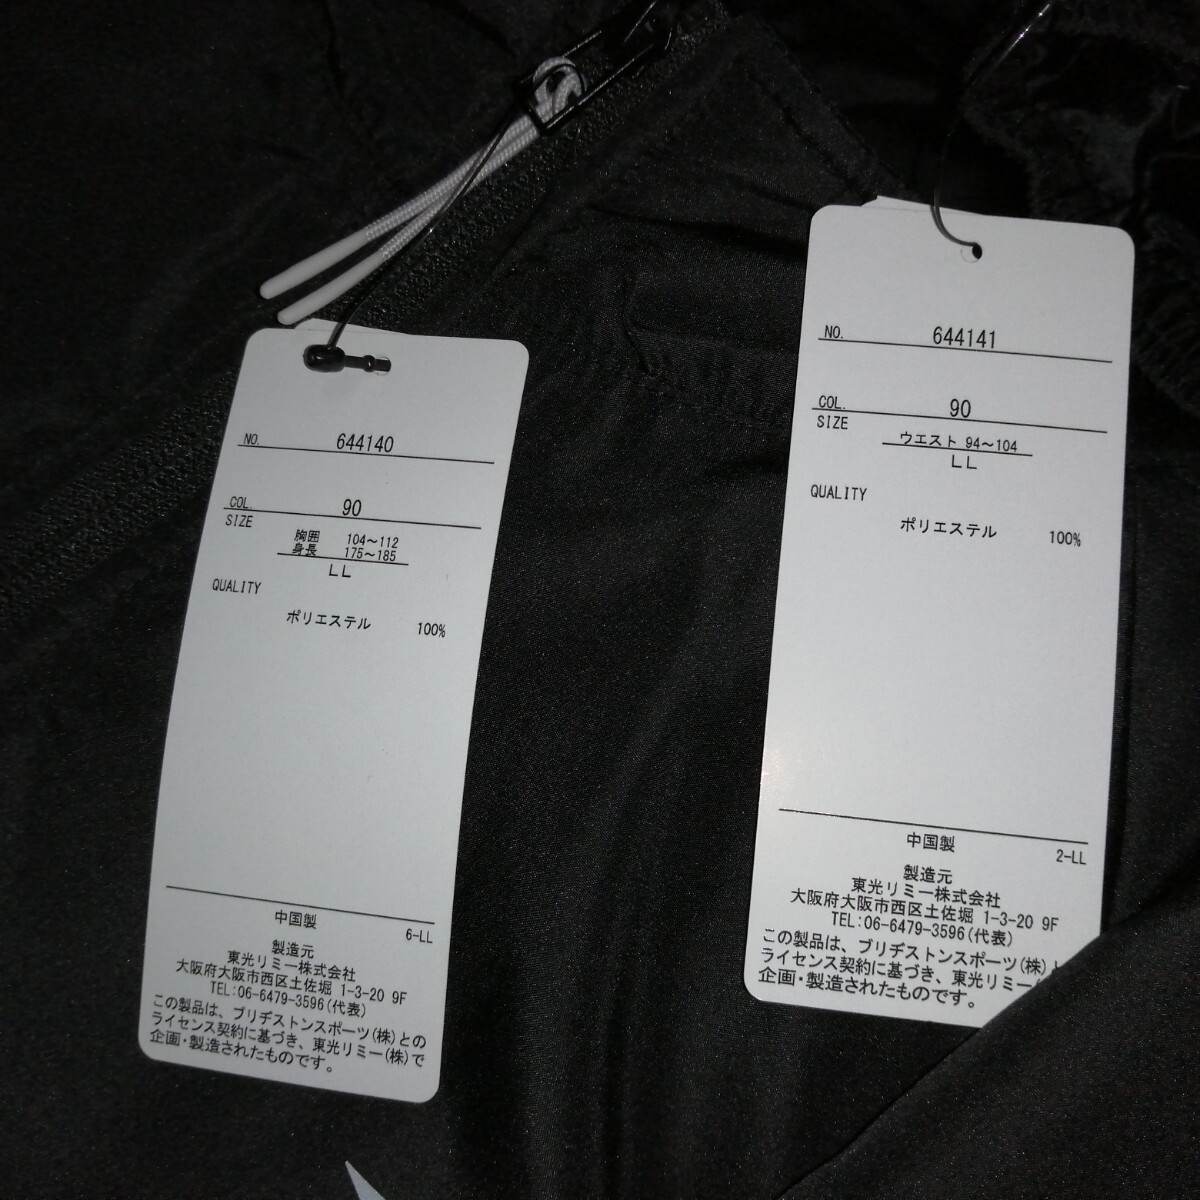 NO. 644140
COL. 90
SIZE
胸囲 104～112
身長 175～185
LL
QUALITY
ポリエステル 100%
中国製
6-LL
製造元
東光リミー株式会社
大阪府大阪市西区土佐堀 1-3-20 9F
TEL:06-6479-3596(代表)
この製品は、ブリヂストンスポーツ(株)との
ライセンス契約に基づき、東光リミー(株)で
企画・製造されたものです。
NO. 644141
COL. 90
SIZE
ウエスト 94～104
LL
QUALITY
ポリエステル 100%
中国製
2-LL
製造元
東光リミー株式会社
大阪府大阪市西区土佐堀 1-3-20 9F
TEL:06-6479-3596(代表)
この製品は、ブリヂストンスポーツ(株)と
ライセンス契約に基づき、東光リミー(
企画・製造されたものです。